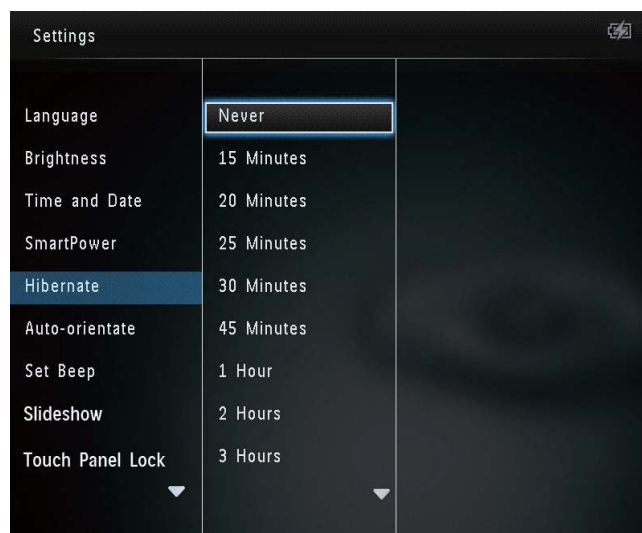 Settings
Language
Brightness
Time and Date
SmartPower
Hibernate
Auto-orientate
Set Beep
Slideshow
Touch Panel Lock
Never
15 Minutes
20 Minutes
25 Minutes
30 Minutes
45 Minutes
1 Hour
2 Hours
3 Hours